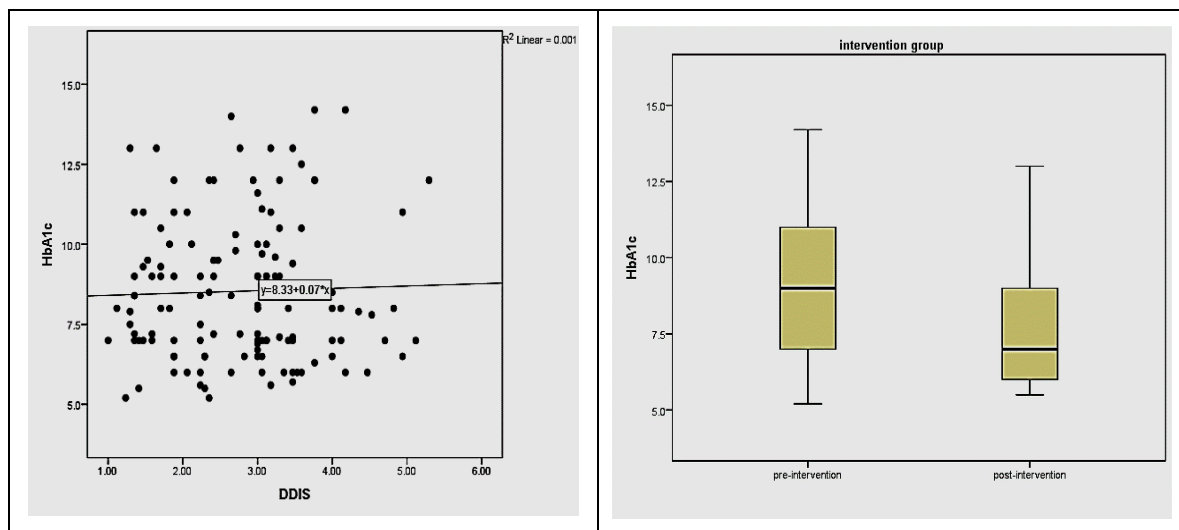 R² Linear = 0.001
HbA1c
15.0
12.5
10.0
7.5
5.0
y=8.33+0.07*x
1.00 2.00 3.00 4.00 5.00 6.00
DDIS
intervention group
HbA1c
15.0
12.5
10.0
7.5
5.0
pre-intervention post-intervention